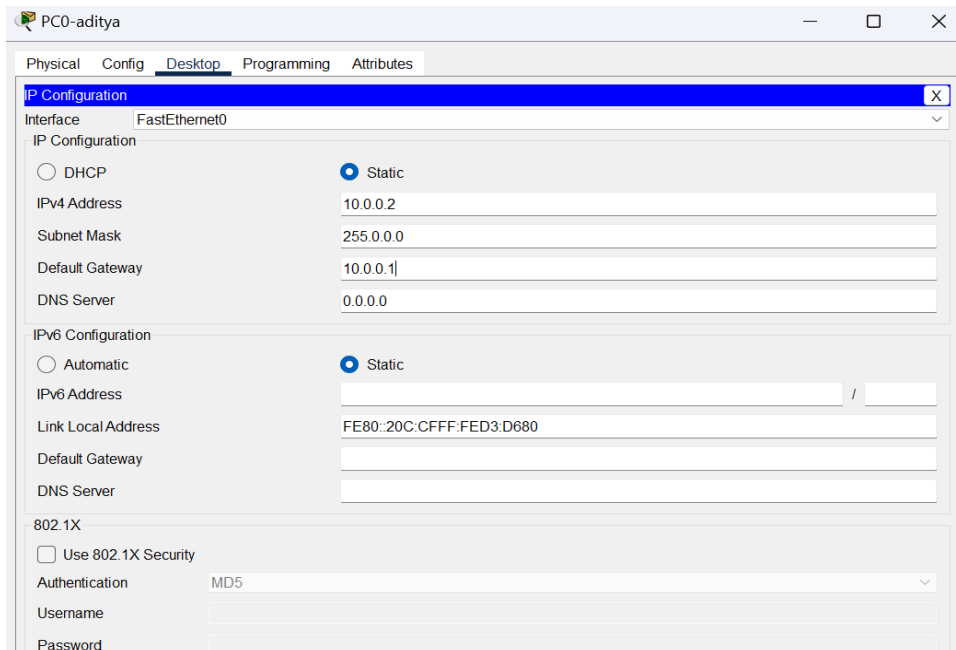 PC0-aditya
Physical Config Desktop Programming Attributes
IP Configuration X
Interface FastEthernet0
IP Configuration
DHCP Static
IPv4 Address 10.0.0.2
Subnet Mask 255.0.0.0
Default Gateway 10.0.0.1
DNS Server 0.0.0.0
IPv6 Configuration
Automatic Static
IPv6 Address /
Link Local Address FE80::20C:CFFF:FED3:D680
Default Gateway
DNS Server
802.1X
Use 802.1X Security
Authentication MD5
Username
Password